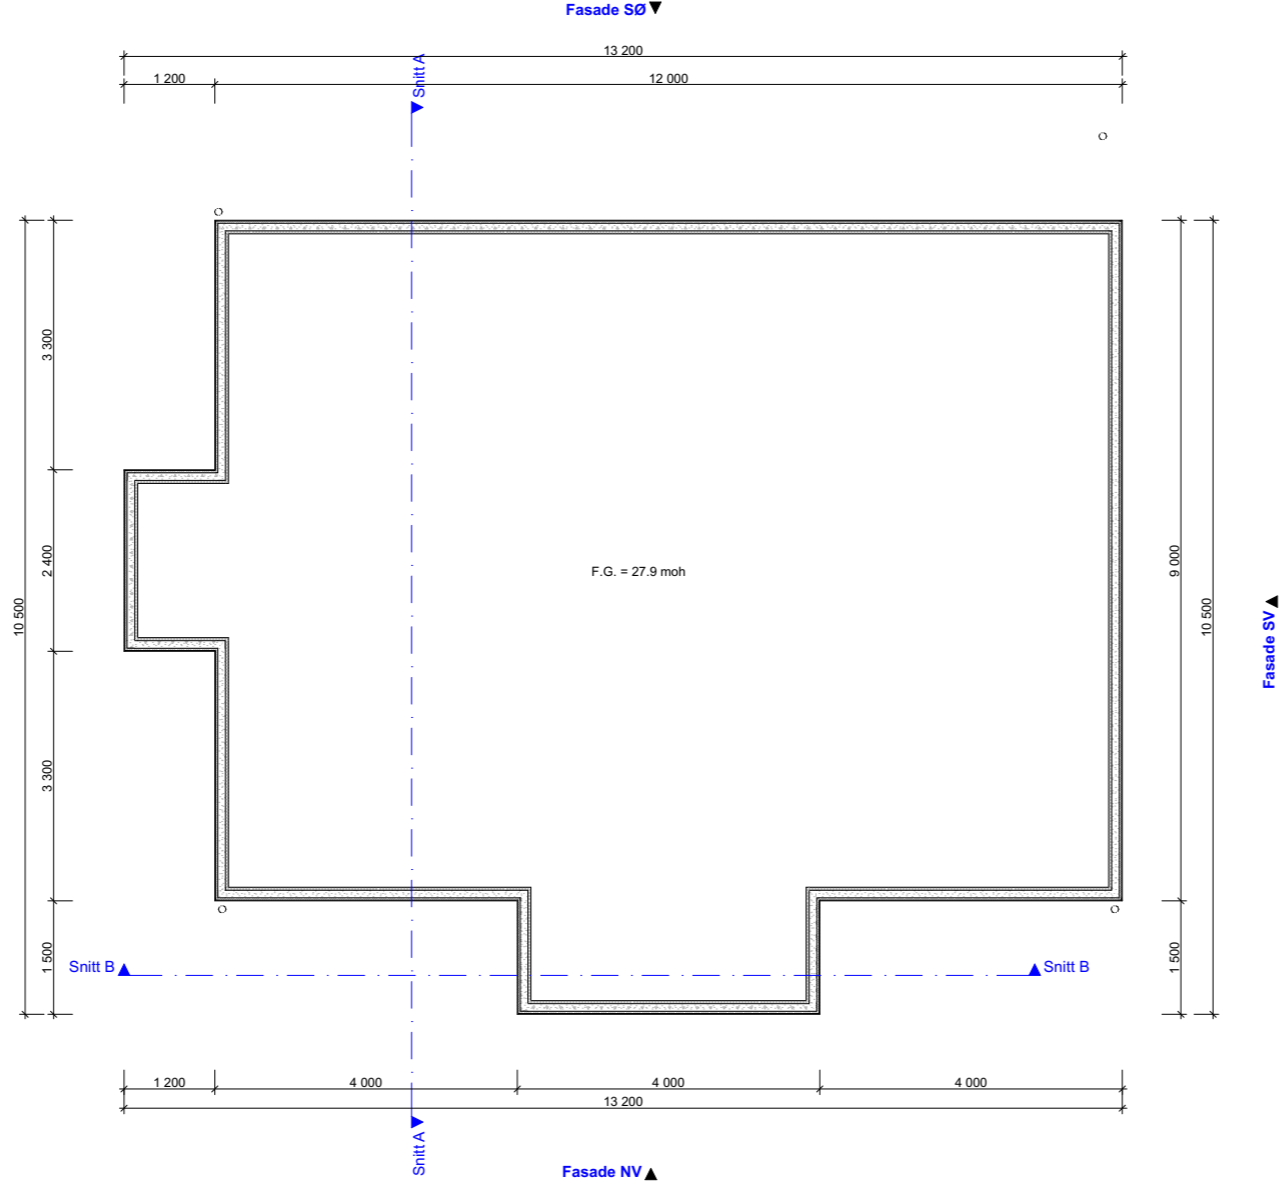 Fasade SØ
13 200
1 200
12 000
Snitt A
3 300
2 400
10 500
3 300
1 500
F.G. = 27.9 moh
9 000
10 500
1 500
Fasade SV
Snitt B
Snitt B
1 200
4 000
4 000
4 000
13 200
Snitt A
Fasade NV